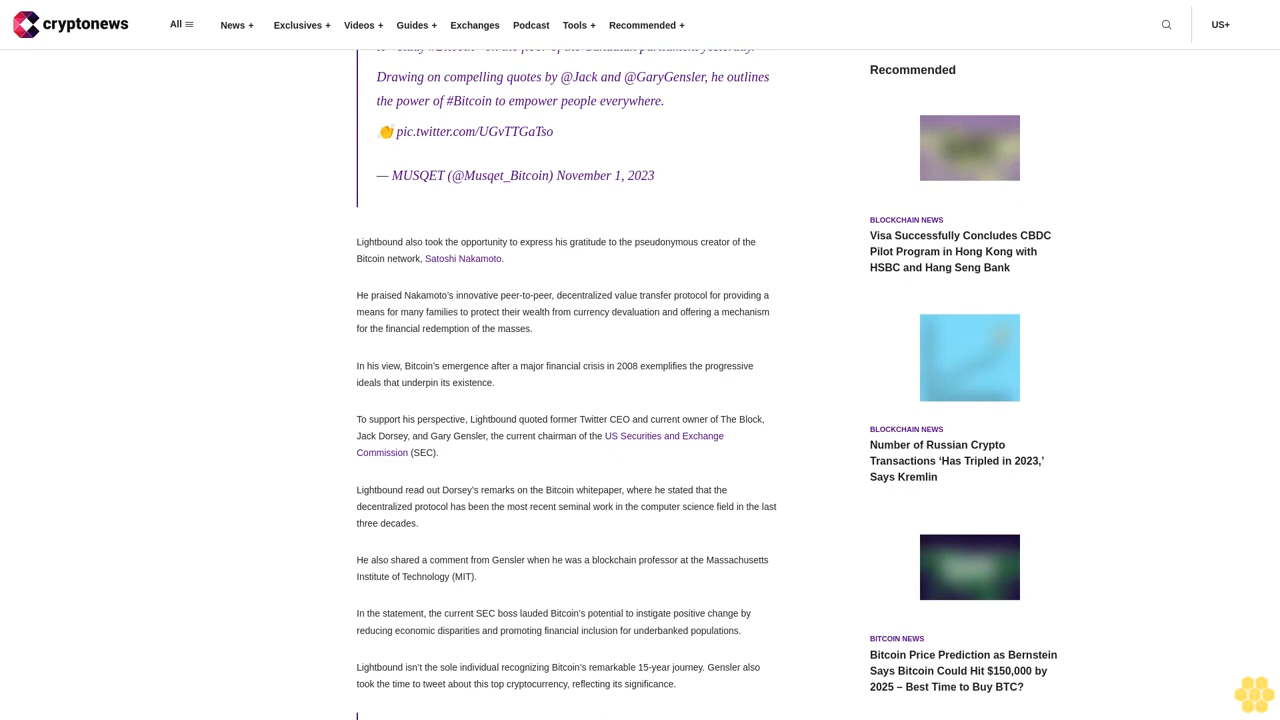 cryptonews
All
News +
Exclusives +
Videos +
Guides +
Exchanges
Podcast
Tools +
Recommended +
US+
Drawing on compelling quotes by @Jack and @GaryGensler, he outlines
the power of #Bitcoin to empower people everywhere.
👏 pic.twitter.com/UGvTTGaTso
— MUSQET (@Musqet_Bitcoin) November 1, 2023
Lightbound also took the opportunity to express his gratitude to the pseudonymous creator of the
Bitcoin network, Satoshi Nakamoto.
He praised Nakamoto’s innovative peer-to-peer, decentralized value transfer protocol for providing a
means for many families to protect their wealth from currency devaluation and offering a mechanism
for the financial redemption of the masses.
In his view, Bitcoin’s emergence after a major financial crisis in 2008 exemplifies the progressive
ideals that underpin its existence.
To support his perspective, Lightbound quoted former Twitter CEO and current owner of The Block,
Jack Dorsey, and Gary Gensler, the current chairman of the US Securities and Exchange
Commission (SEC).
Lightbound read out Dorsey’s remarks on the Bitcoin whitepaper, where he stated that the
decentralized protocol has been the most recent seminal work in the computer science field in the last
three decades.
He also shared a comment from Gensler when he was a blockchain professor at the Massachusetts
Institute of Technology (MIT).
In the statement, the current SEC boss lauded Bitcoin’s potential to instigate positive change by
reducing economic disparities and promoting financial inclusion for underbanked populations.
Lightbound isn’t the sole individual recognizing Bitcoin’s remarkable 15-year journey. Gensler also
took the time to tweet about this top cryptocurrency, reflecting its significance.
Recommended
BLOCKCHAIN NEWS
Visa Successfully Concludes CBDC
Pilot Program in Hong Kong with
HSBC and Hang Seng Bank
BLOCKCHAIN NEWS
Number of Russian Crypto
Transactions ‘Has Tripled in 2023,’
Says Kremlin
BITCOIN NEWS
Bitcoin Price Prediction as Bernstein
Says Bitcoin Could Hit $150,000 by
2025 – Best Time to Buy BTC?